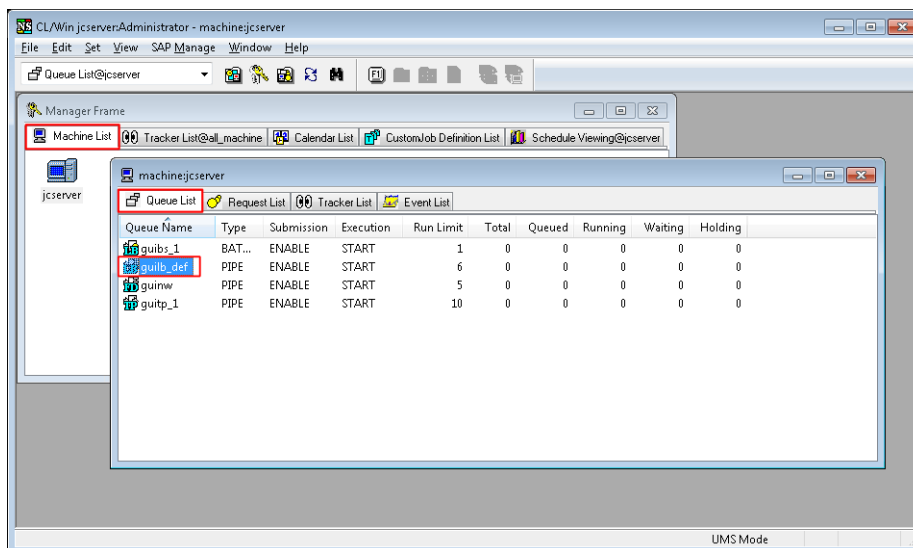 CL/Win jcserver:Administrator - machine:jcserver
File Edit Set View SAP Manage Window Help
Queue List@jcserver
Manager Frame
Machine List Tracker List@all_machine Calendar List CustomJob Definition List Schedule Viewing@jcserver
jcserver
machine:jcserver
Queue List Request List Tracker List Event List
Queue Name Type Submission Execution Run Limit Total Queued Running Waiting Holding
guibs_1 BAT... ENABLE START 1 0 0 0 0 0
guilb_def PIPE ENABLE START 6 0 0 0 0 0
guinw PIPE ENABLE START 5 0 0 0 0 0
guitp_1 PIPE ENABLE START 10 0 0 0 0 0
UMS Mode